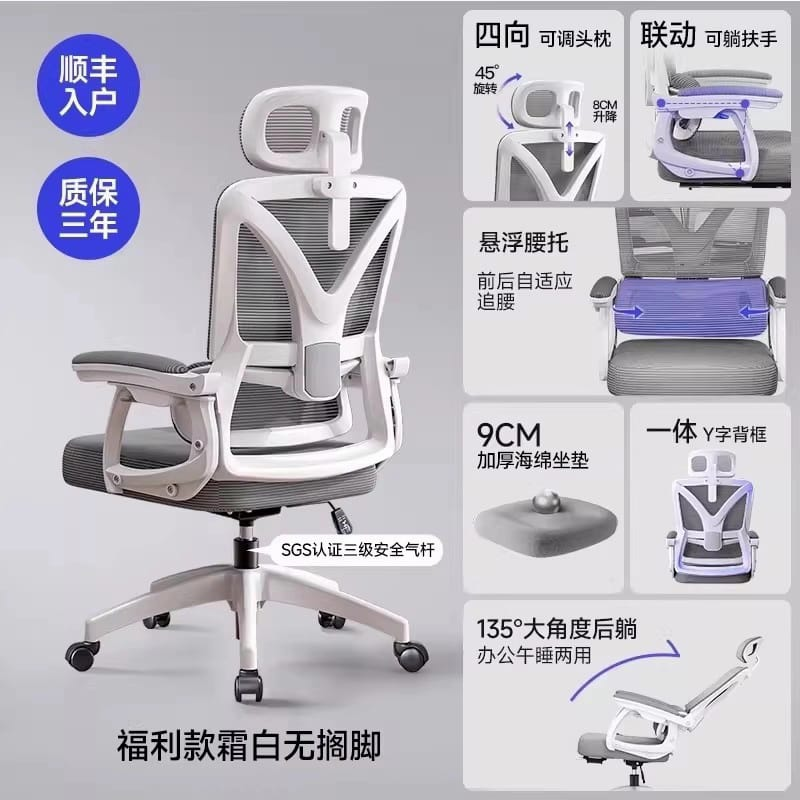 顺丰
入户
质保
三年
SGS认证三级安全气杆
福利款霜白无搁脚
四向 可调头枕
45°
旋转
8CM
升降
联动 可躺扶手
悬浮腰托
前后自适应
追腰
9CM
加厚海绵坐垫
一体 Y字背框
135°大角度后躺
办公午睡两用